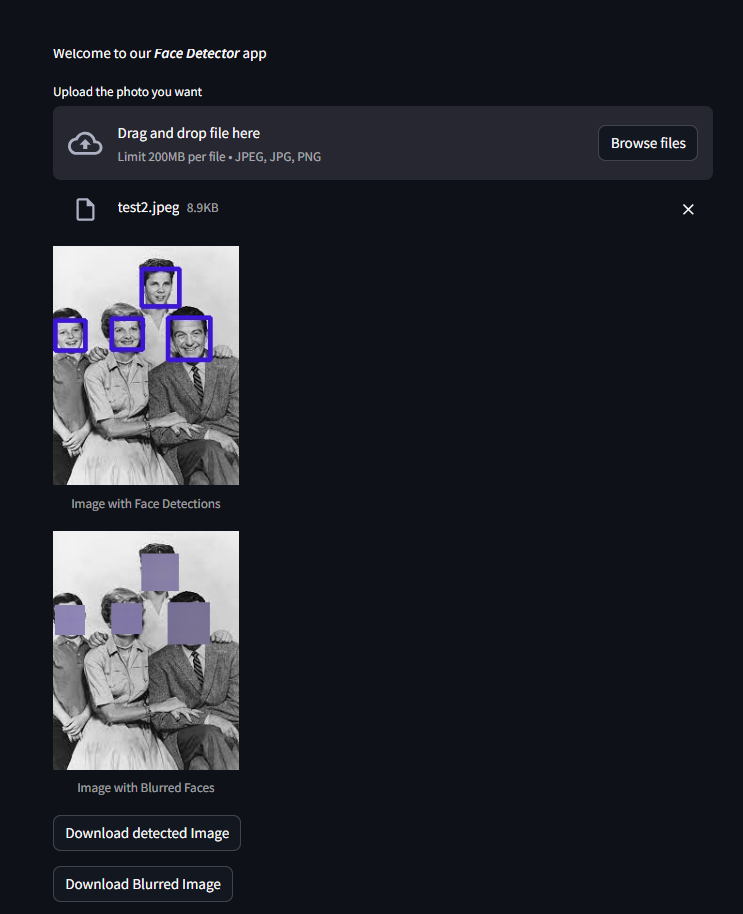 Welcome to our Face Detector app
Upload the photo you want
Drag and drop file here
Limit 200MB per file • JPEG, JPG, PNG
Browse files
test2.jpeg 8.9KB
Image with Face Detections
Image with Blurred Faces
Download detected Image
Download Blurred Image